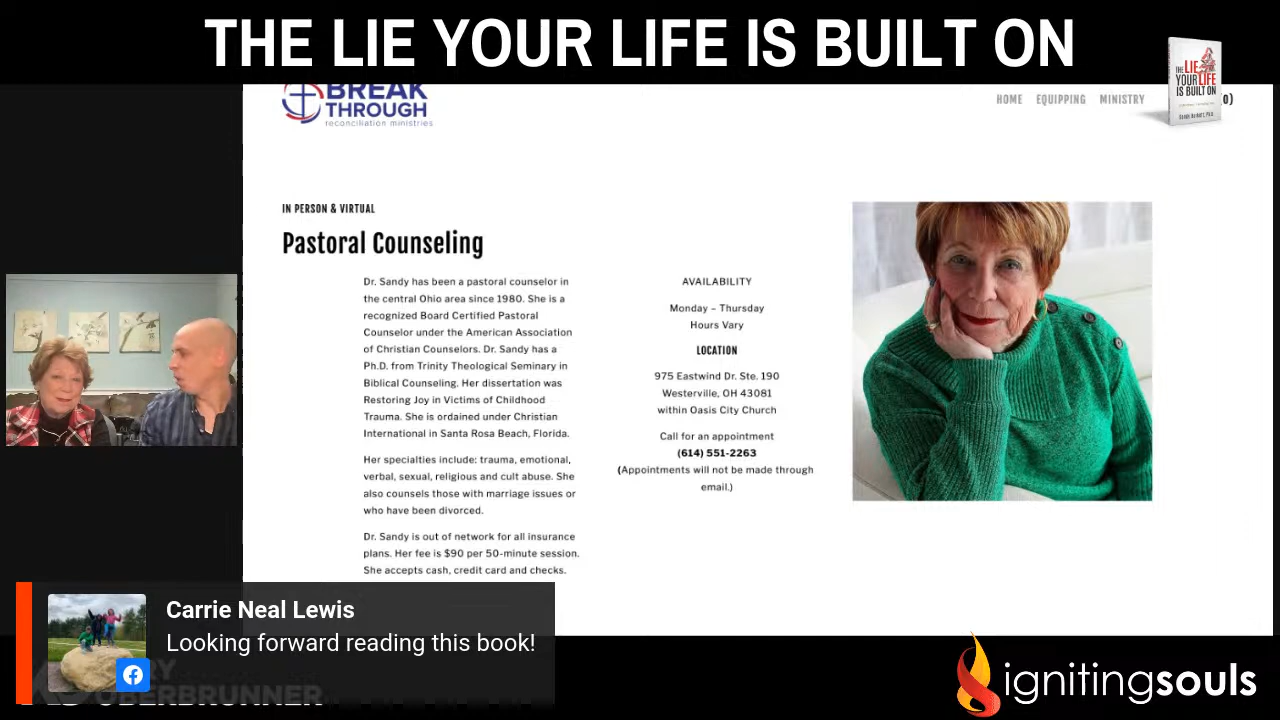 THE LIE YOUR LIFE IS BUILT ON
BREAK
THROUGH
reconciliation ministries
HOME EQUIPPING MINISTRY
THE LIE
YOUR LIFE
IS BUILT ON
IN PERSON & VIRTUAL
Pastoral Counseling
Dr. Sandy has been a pastoral counselor in
the central Ohio area since 1980. She is a
recognized Board Certified Pastoral
Counselor under the American Association
of Christian Counselors. Dr. Sandy has a
Ph.D. from Trinity Theological Seminary in
Biblical Counseling. Her dissertation was
Restoring Joy in Victims of Childhood
Trauma. She is ordained under Christian
International in Santa Rosa Beach, Florida.
Her specialties include: trauma, emotional,
verbal, sexual, religious and cult abuse. She
also counsels those with marriage issues or
who have been divorced.
Dr. Sandy is out of network for all insurance
plans. Her fee is $90 per 50-minute session.
She accepts cash, credit card and checks.
AVAILABILITY
Monday – Thursday
Hours Vary
LOCATION
975 Eastwind Dr. Ste. 190
Westerville, OH 43081
within Oasis City Church
Call for an appointment
(614) 551-2263
(Appointments will not be made through
email.)
Carrie Neal Lewis
Looking forward reading this book!
OBERBRUNNER
ignitingsouls